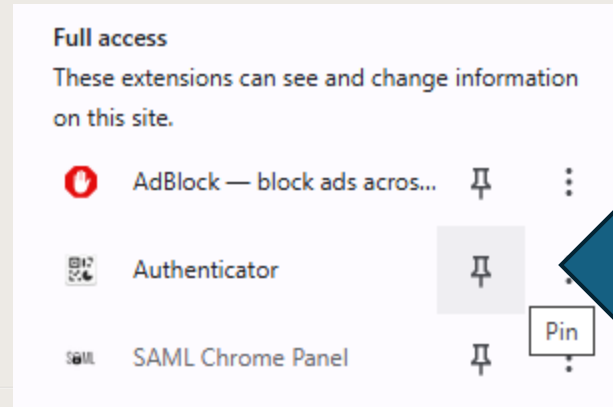 Full access
These extensions can see and change information
on this site.
AdBlock — block ads acros...
Authenticator
Pin
SAML SAML Chrome Panel